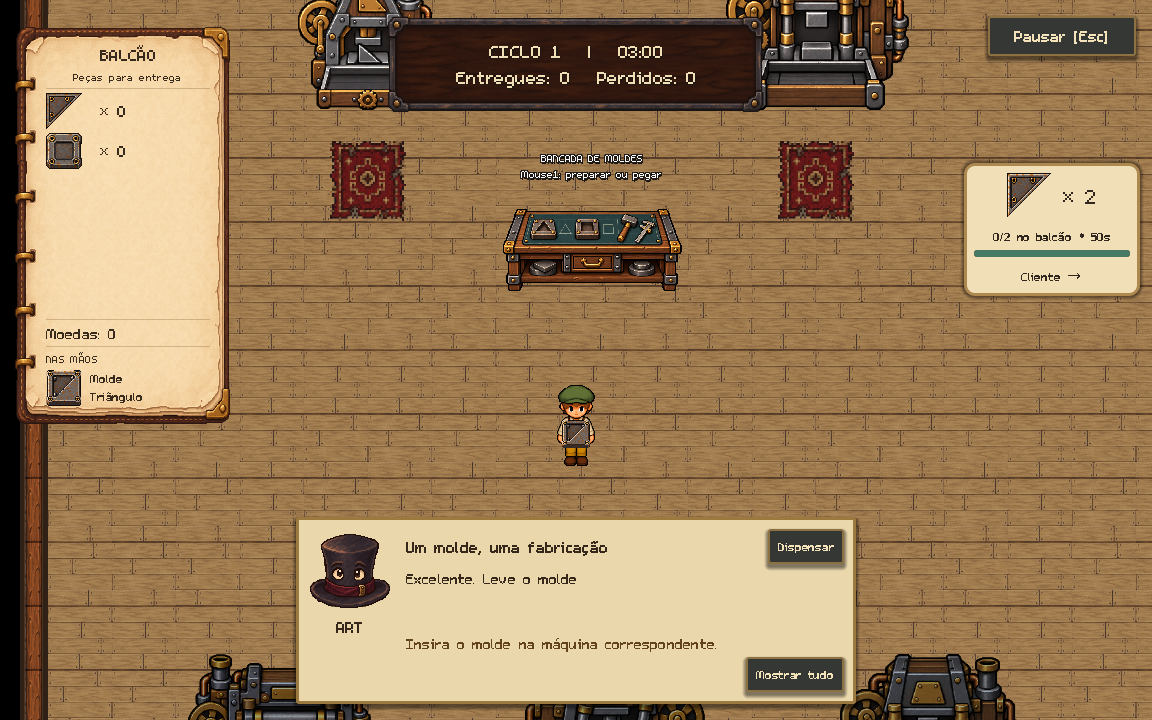 BALCÃO
Peças para entrega
x 0
x 0
Moedas: 0
NAS MÃOS
Molde
Triângulo
CICLO 1 | 03:00
Entregues: 0 Perdidos: 0
Pausar [Esc]
BANCADA DE MOLDES
Mouse1: preparar ou pegar
x 2
0/2 no balcão * 50s
Cliente →
Um molde, uma fabricação
Dispensar
Excelente. Leve o molde
ART
Insira o molde na máquina correspondente.
Mostrar tudo